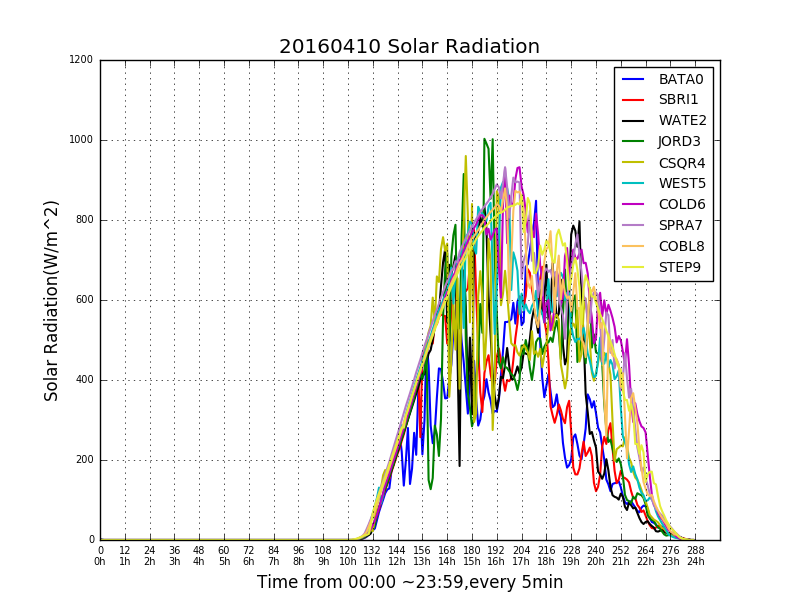 20160410 Solar Radiation
Solar Radiation(W/m^2)
1200
1000
800
600
400
200
0
BATA0
SBRI1
WATE2
JORD3
CSQR4
WEST5
COLD6
SPRA7
COBL8
STEP9
0 12 24 36 48 60 72 84 96 108 120 132 144 156 168 180 192 204 216 228 240 252 264 276 288
0h 1h 2h 3h 4h 5h 6h 7h 8h 9h 10h 11h 12h 13h 14h 15h 16h 17h 18h 19h 20h 21h 22h 23h 24h
Time from 00:00 ~23:59,every 5min